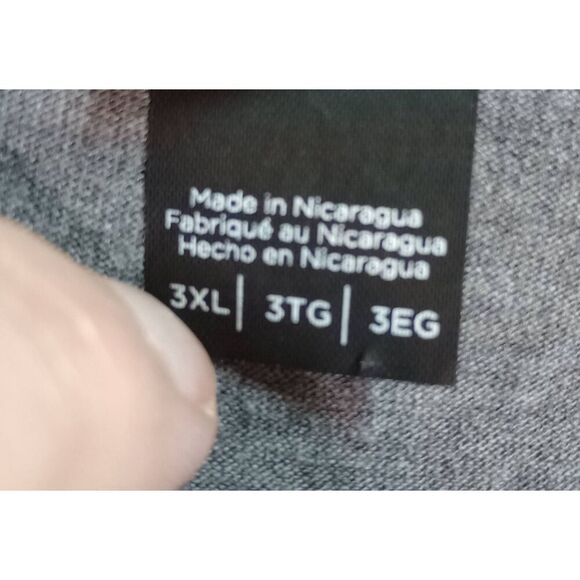 Made in Nicaragua
Fabriqué au Nicaragua
Hecho en Nicaragua
3XL | 3TG | 3EG